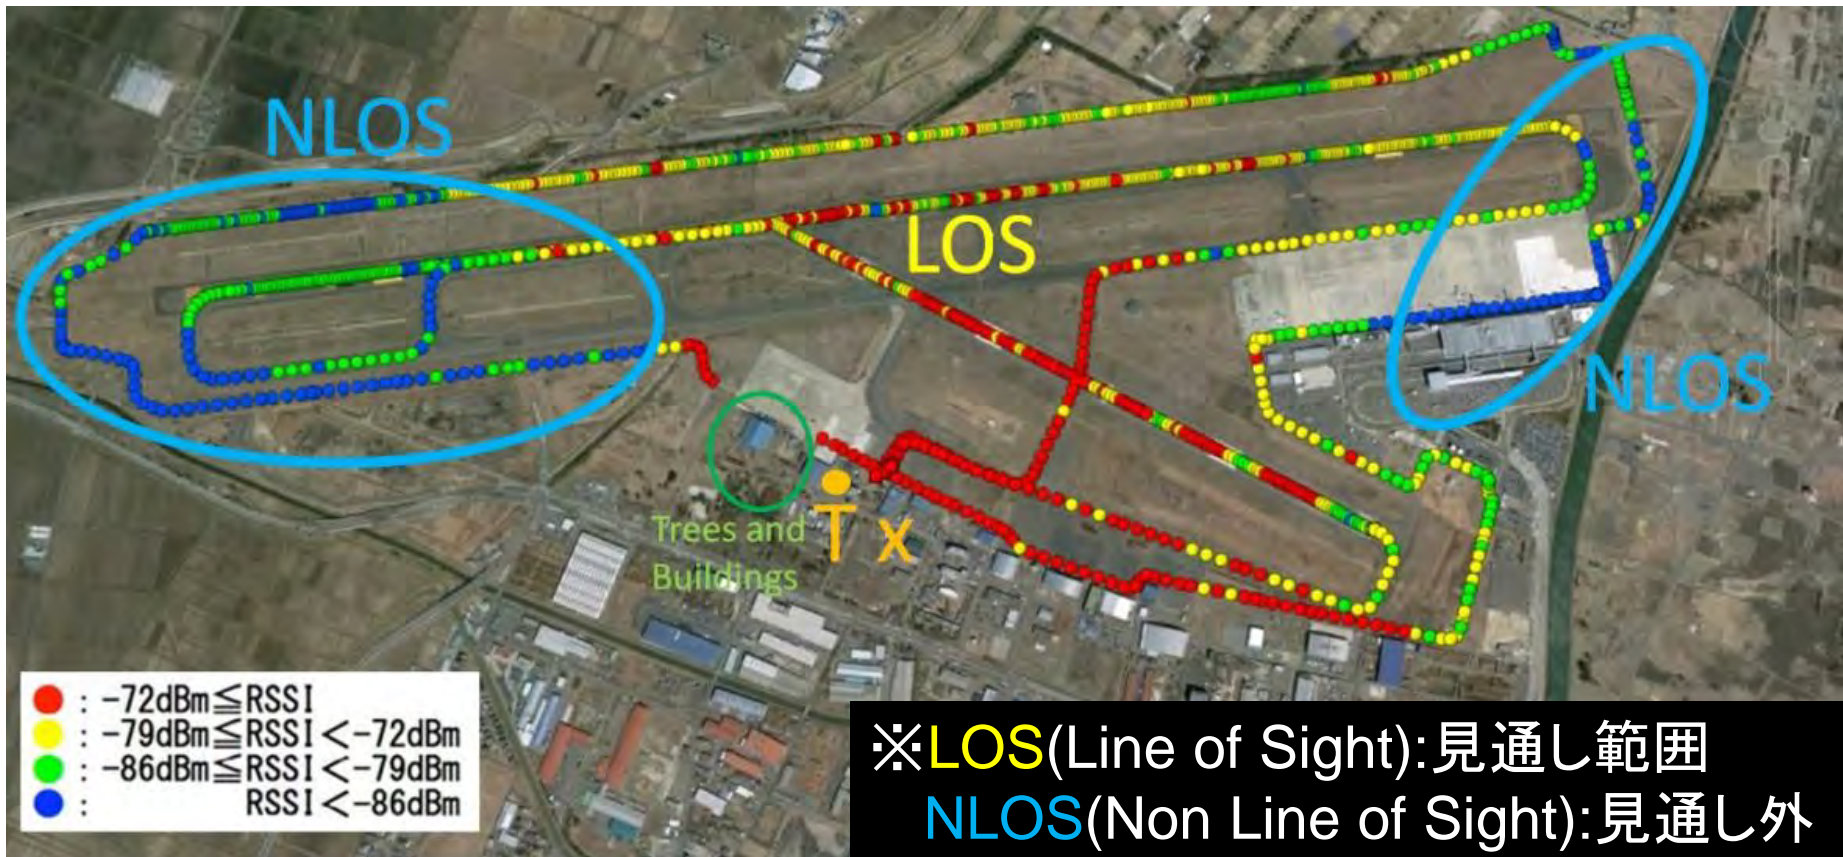 NLOS
LOS
NLOS
Trees and
Buildings
Tx
: -72dBm≦RSSI
: -79dBm≦RSSI<-72dBm
: -86dBm≦RSSI<-79dBm
: RSSI<-86dBm
※LOS(Line of Sight):見通し範囲
NLOS(Non Line of Sight):見通し外